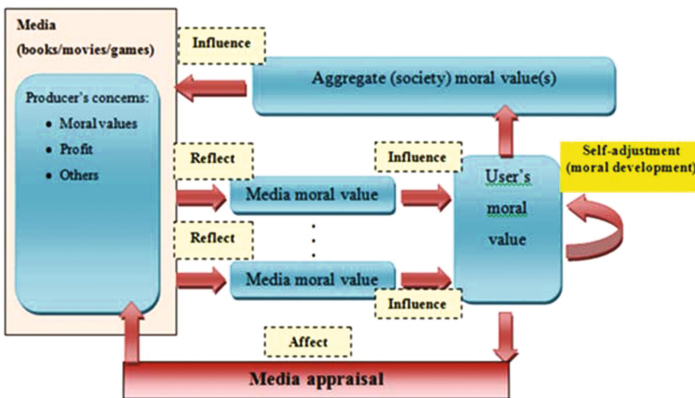 Media
(books/movies/games)
Producer's concerns:
• Moral values
• Profit
• Others
Influence
Aggregate (society) moral value(s)
Reflect
Media moral value
Influence
User's
moral
value
Self-adjustment
(moral development)
Reflect
Media moral value
Influence
Affect
Media appraisal